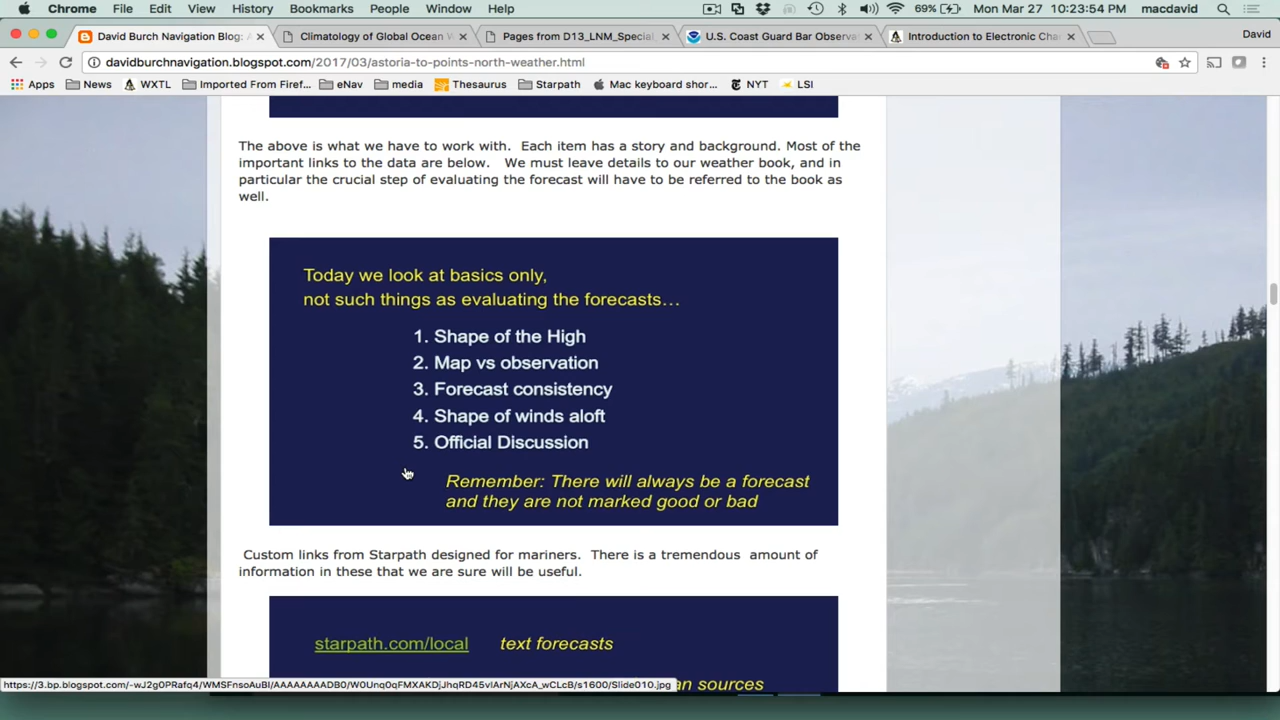 Chrome File Edit View History Bookmarks People Window Help 69% Mon Mar 27 10:23:54 PM macdavid
David Burch Navigation Blog: A × Climatology of Global Ocean W × Pages from D13_LNM_Special × U.S. Coast Guard Bar Observa × Introduction to Electronic Cha × David
davidburchnavigation.blogspot.com/2017/03/astoria-to-points-north-weather.html
Apps News WXTL Imported From Firef... eNav media Thesaurus Starpath Mac keyboard shor... NYT LSI
The above is what we have to work with. Each item has a story and background. Most of the
important links to the data are below. We must leave details to our weather book, and in
particular the crucial step of evaluating the forecast will have to be referred to the book as
well.
Today we look at basics only,
not such things as evaluating the forecasts...
1. Shape of the High
2. Map vs observation
3. Forecast consistency
4. Shape of winds aloft
5. Official Discussion
Remember: There will always be a forecast
and they are not marked good or bad
Custom links from Starpath designed for mariners. There is a tremendous amount of
information in these that we are sure will be useful.
starpath.com/local text forecasts
an sources